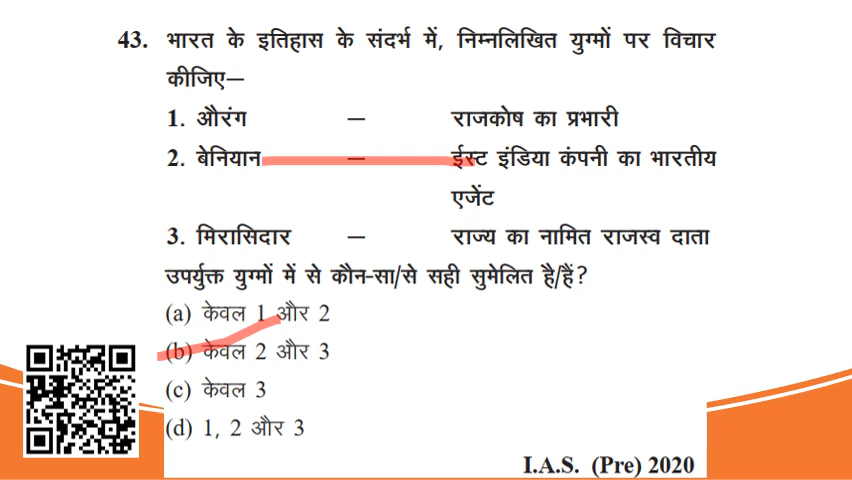 43. भारत के इतिहास के संदर्भ में, निम्नलिखित युग्मों पर विचार
कीजिए–
1. औरंग – राजकोष का प्रभारी
2. बेनियान – ईस्ट इंडिया कंपनी का भारतीय
एजेंट
3. मिरासिदार – राज्य का नामित राजस्व दाता
उपर्युक्त युग्मों में से कौन-सा/से सही सुमेलित है/हैं?
(a) केवल 1 और 2
(b) केवल 2 और 3
(c) केवल 3
(d) 1, 2 और 3
I.A.S. (Pre) 2020